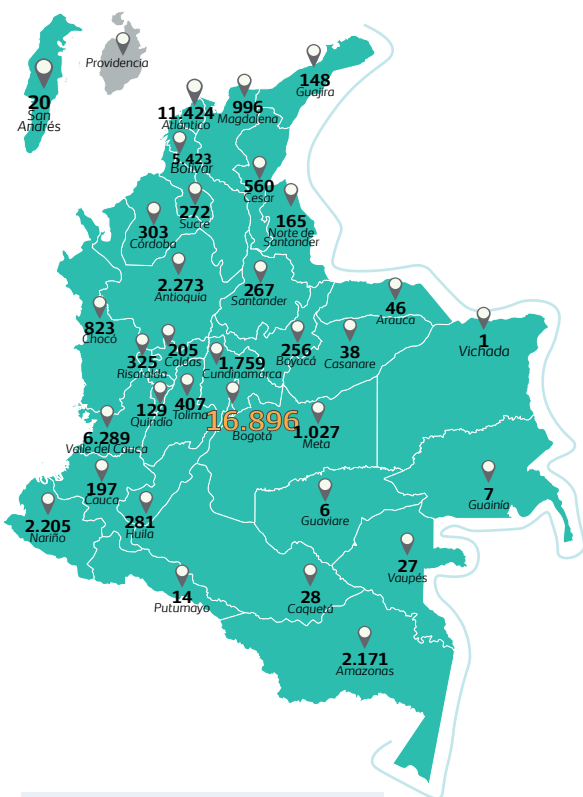 Providencia
20
San
Andrés
148
Guajira
11.424
Atlántico
996
Magdalena
5.423
Bolívar
560
Cesar
272
Sucre
165
Norte de
Santander
303
Córdoba
2.273
Antioquia
267
Santander
46
Arauca
823
Chocó
1
Vichada
325
Risaralda
205
Caldas
1.759
Cundinamarca
256
Boyacá
38
Casanare
129
Quindío
407
Tolima
16.896
Bogotá
1.027
Meta
6.289
Valle del Cauca
197
Cauca
7
Guainía
2.205
Nariño
281
Huila
6
Guaviare
27
Vaupés
14
Putumayo
28
Caquetá
2.171
Amazonas